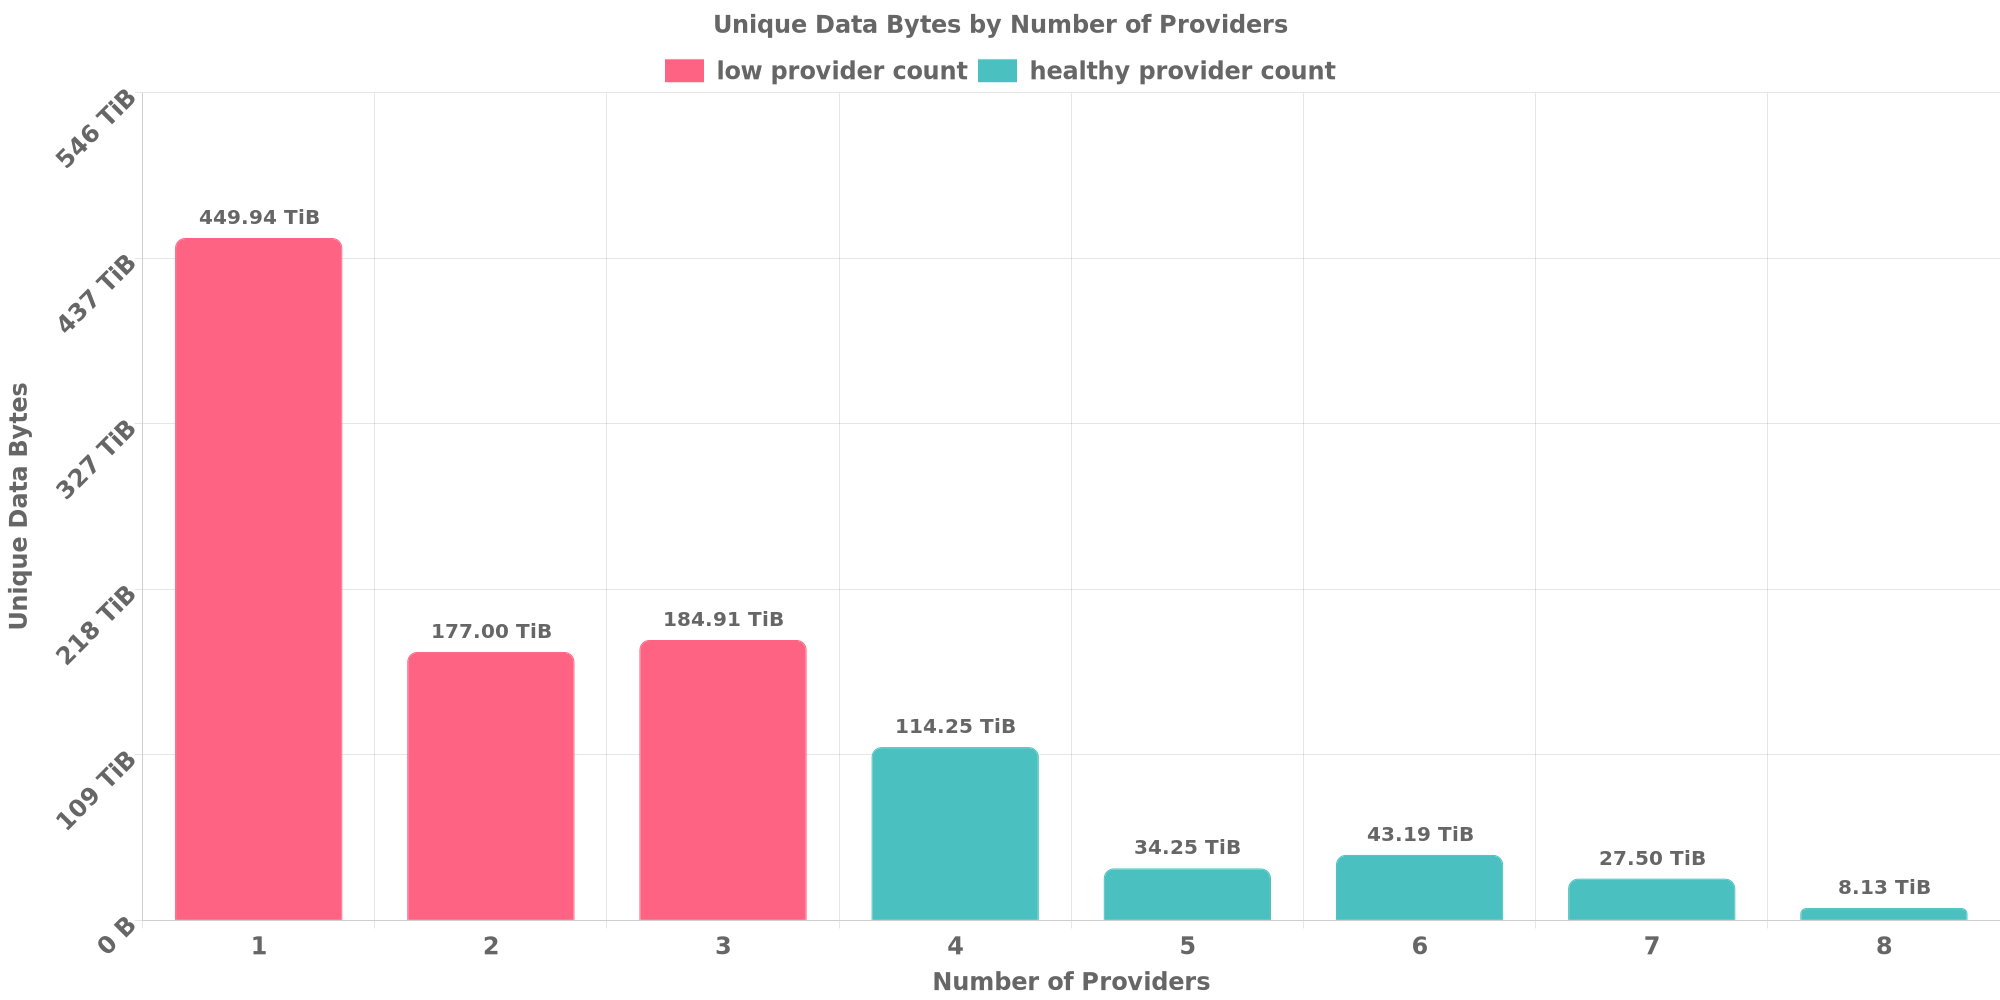 Unique Data Bytes by Number of Providers
low provider count healthy provider count
546 TiB
437 TiB
327 TiB
218 TiB
109 TiB
0 B
Unique Data Bytes
449.94 TiB
177.00 TiB
184.91 TiB
114.25 TiB
34.25 TiB
43.19 TiB
27.50 TiB
8.13 TiB
1 2 3 4 5 6 7 8
Number of Providers